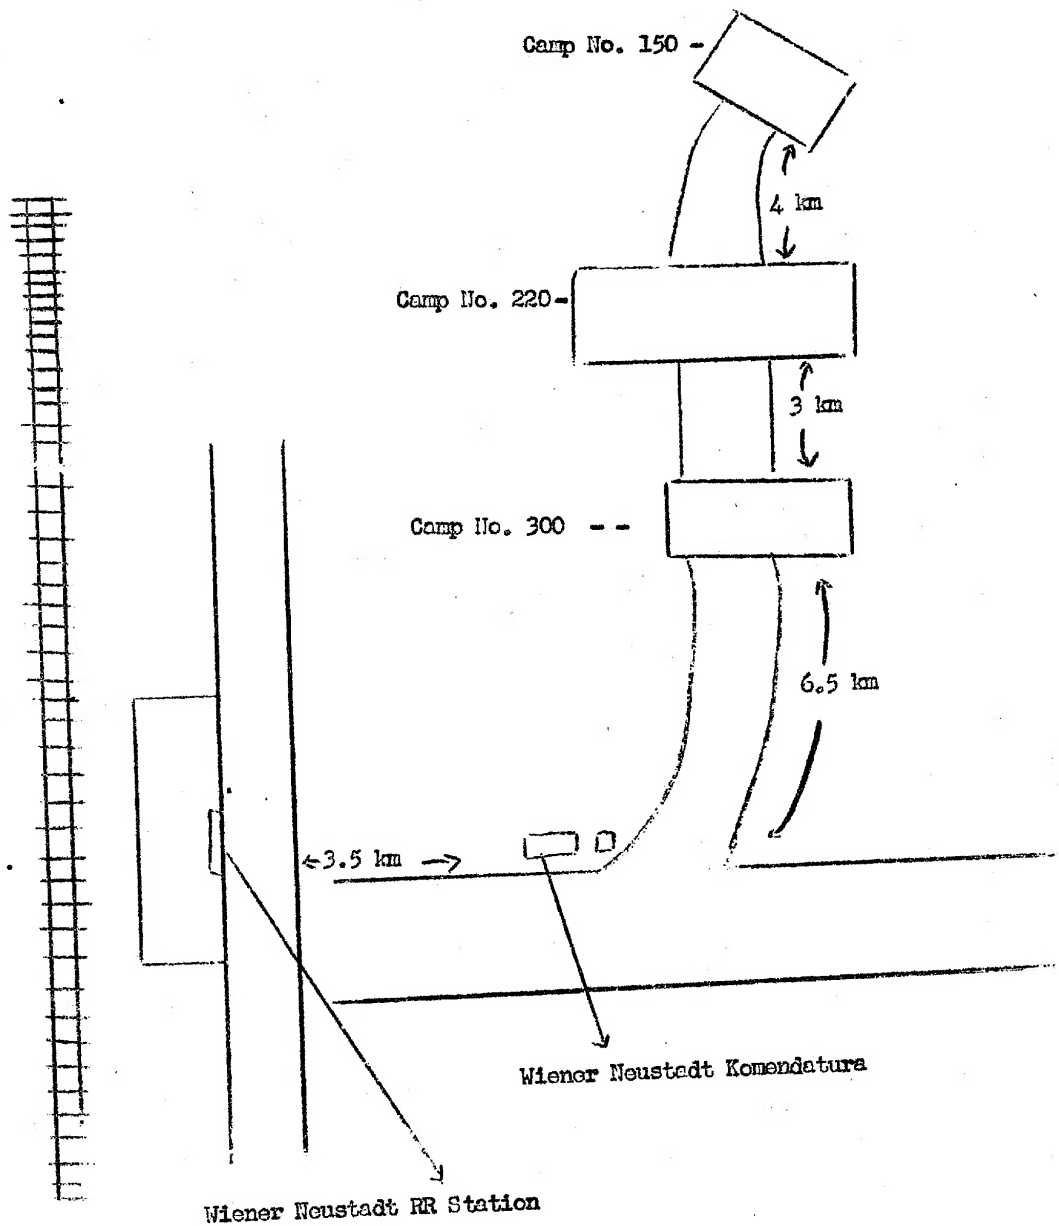 Camp No. 150 -
4 km
Camp No. 220-
3 km
Camp No. 300 - -
6.5 km
3.5 km
Wiener Neustadt Komendatura
Wiener Neustadt RR Station